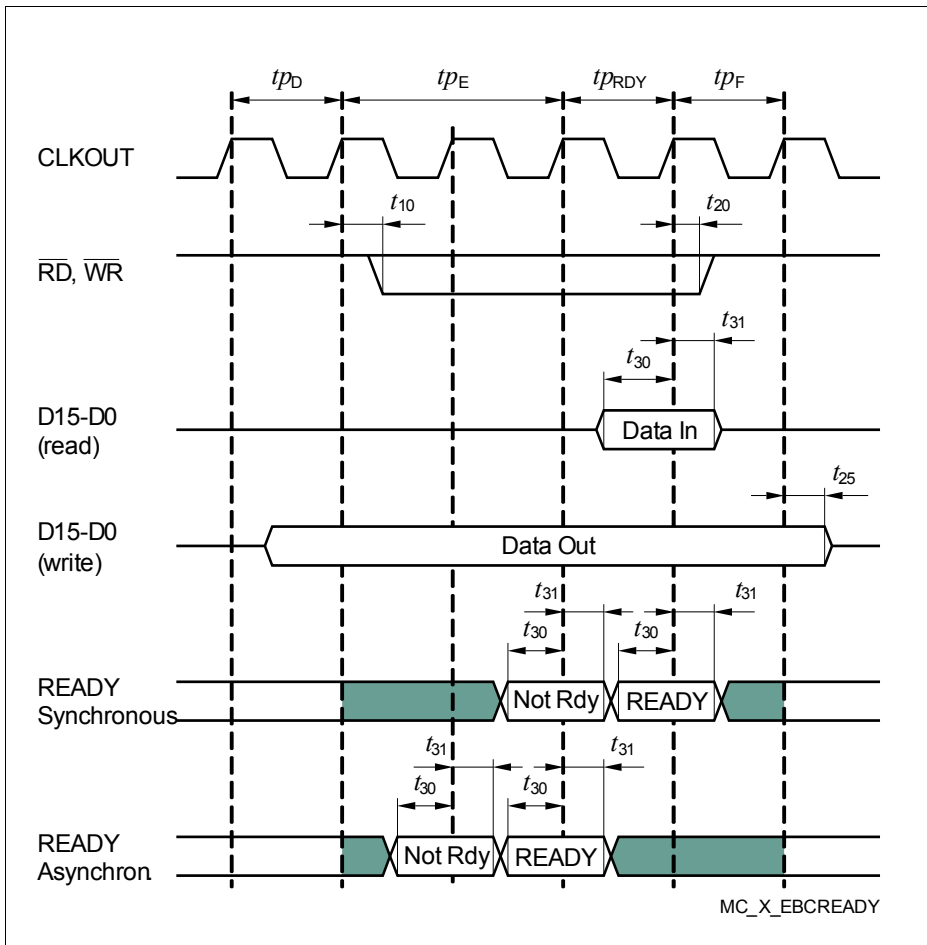 tpD tpE tpRDY tpF
CLKOUT
t10 t20
RD, WR
t31
t30
D15-D0
(read)
Data In
t25
D15-D0
(write)
Data Out
t31 t31
t30 t30
READY
Synchronous
Not Rdy READY
t31 t31
t30 t30
READY
Asynchron.
Not Rdy READY
MC_X_EBCREADY